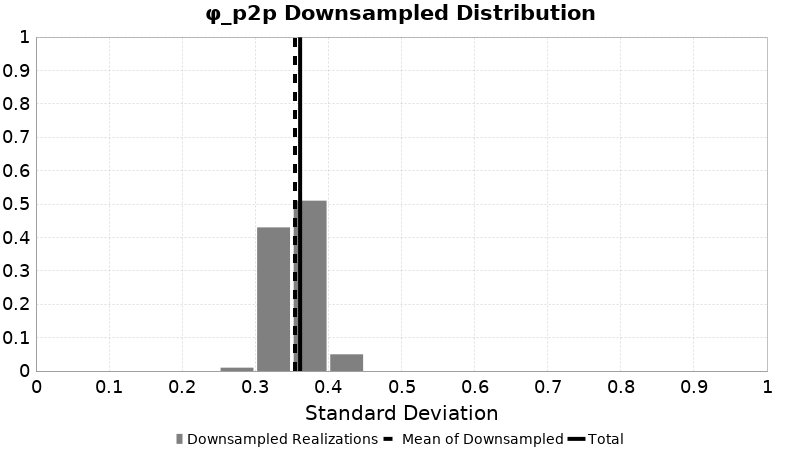 φ_p2p Downsampled Distribution
1
0.9
0.8
0.7
0.6
0.5
0.4
0.3
0.2
0.1
0
0 0.1 0.2 0.3 0.4 0.5 0.6 0.7 0.8 0.9 1
Standard Deviation
Downsampled Realizations Mean of Downsampled Total